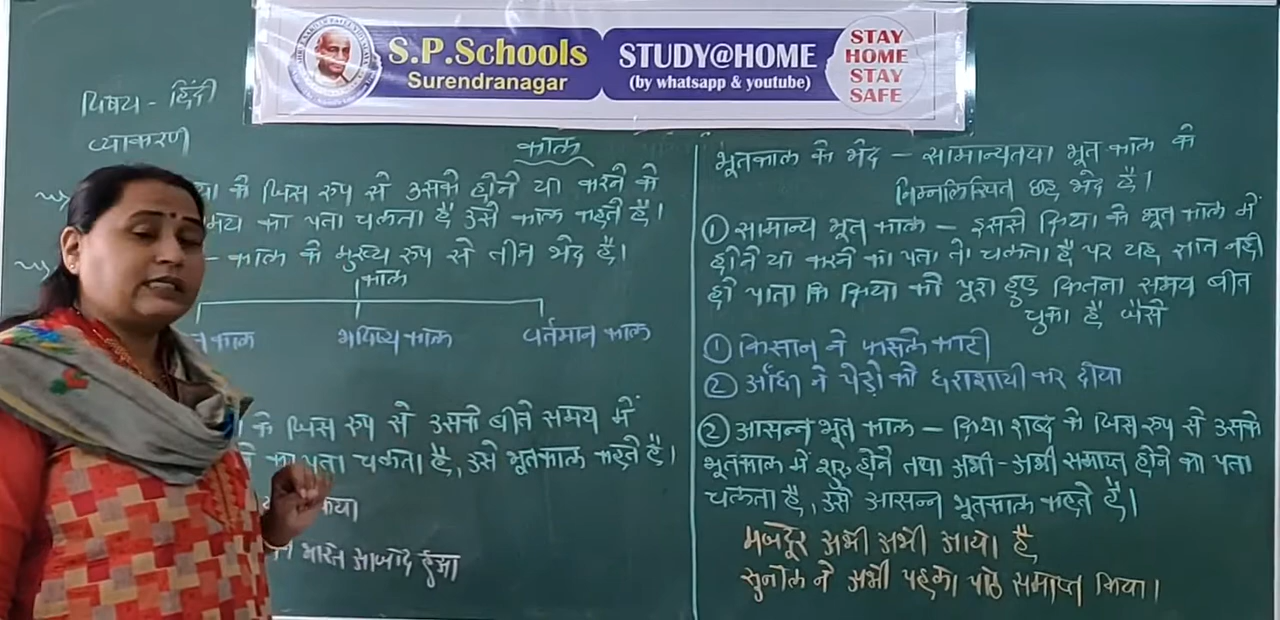 S.P.Schools
Surendranagar
STUDY@HOME
(by whatsapp & youtube)
STAY
HOME
STAY
SAFE
विषय - हिंदी
व्याकरण
काल
के जिस रुप से उसके होने या करने के
का पता चलता है उसे काल कहते है।
- काल के मुख्य रुप से तीन भेद है।
काल
काल भविष्य काल वर्तमान काल
के जिस रुप से उसके बीते समय में
का पता चलता है, उसे भूतकाल कहते है।
भारत आजाद हुआ
भूतकाल के भेद - सामान्यतया भूत काल के
निम्नलिखित छह भेद है।
① सामान्य भूत काल - इससे क्रिया के भूत काल में
होने या करने का पता तो चलता है पर यह ज्ञात नही
हो पाता कि क्रिया को पूरा हुए कितना समय बीत
चुका है जैसे
① किसान ने फसले काटी
② आँधी ने पेड़ो को धराशायी कर दीया
② आसन्न भूत काल - क्रिया शब्द के जिस रुप से उसके
भूतकाल में शुरु होने तथा अभी-अभी समाप्त होने का पता
चलता है, उसे आसन्न भूतकाल कहते है।
मजदूर अभी अभी आया है
ने अभी पहला पाठ समाप्त किया।